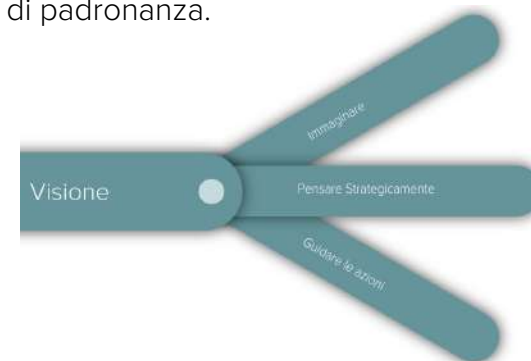 di padronanza.
Immaginare
Visione
Pensare Strategicamente
Guidare le azioni